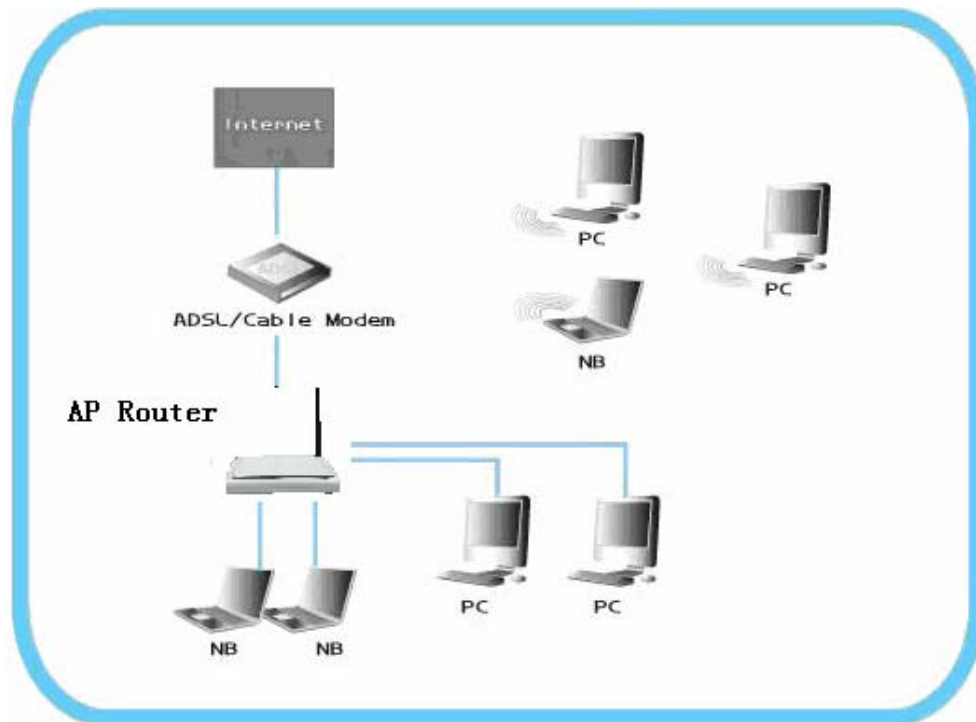 Internet
PC
PC
ADSL/Cable Modem
NB
AP Router
PC
PC
NB
NB